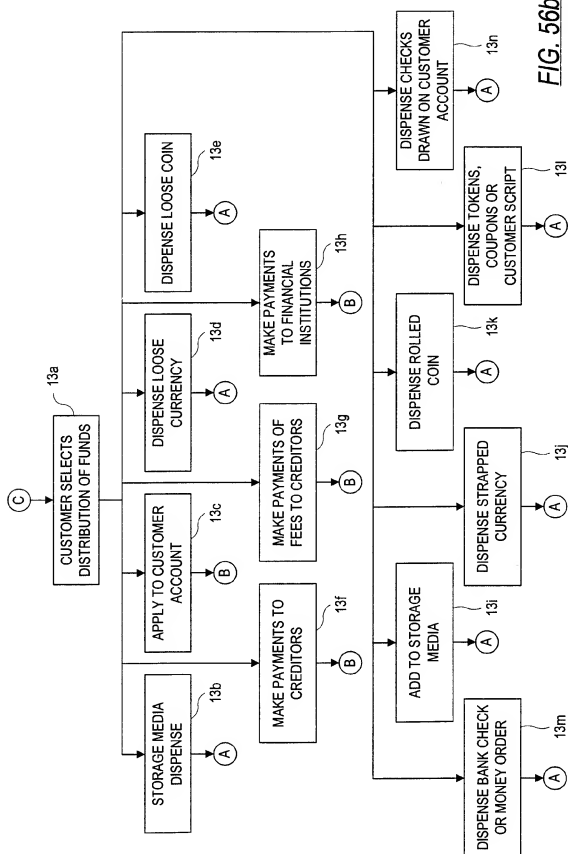 C
13a
CUSTOMER SELECTS
DISTRIBUTION OF FUNDS
13b
STORAGE MEDIA
DISPENSE
A
13c
APPLY TO CUSTOMER
ACCOUNT
B
13d
DISPENSE LOOSE
CURRENCY
A
13e
DISPENSE LOOSE COIN
A
13f
MAKE PAYMENTS TO
CREDITORS
B
13g
MAKE PAYMENTS OF
FEES TO CREDITORS
B
13h
MAKE PAYMENTS
TO FINANCIAL
INSTITUTIONS
B
13m
DISPENSE BANK CHECK
OR MONEY ORDER
A
13i
ADD TO STORAGE
MEDIA
A
13j
DISPENSE STRAPPED
CURRENCY
A
13k
DISPENSE ROLLED
COIN
A
13l
DISPENSE TOKENS,
COUPONS OR
CUSTOMER SCRIPT
A
13n
DISPENSE CHECKS
DRAWN ON CUSTOMER
ACCOUNT
A
FIG. 56b